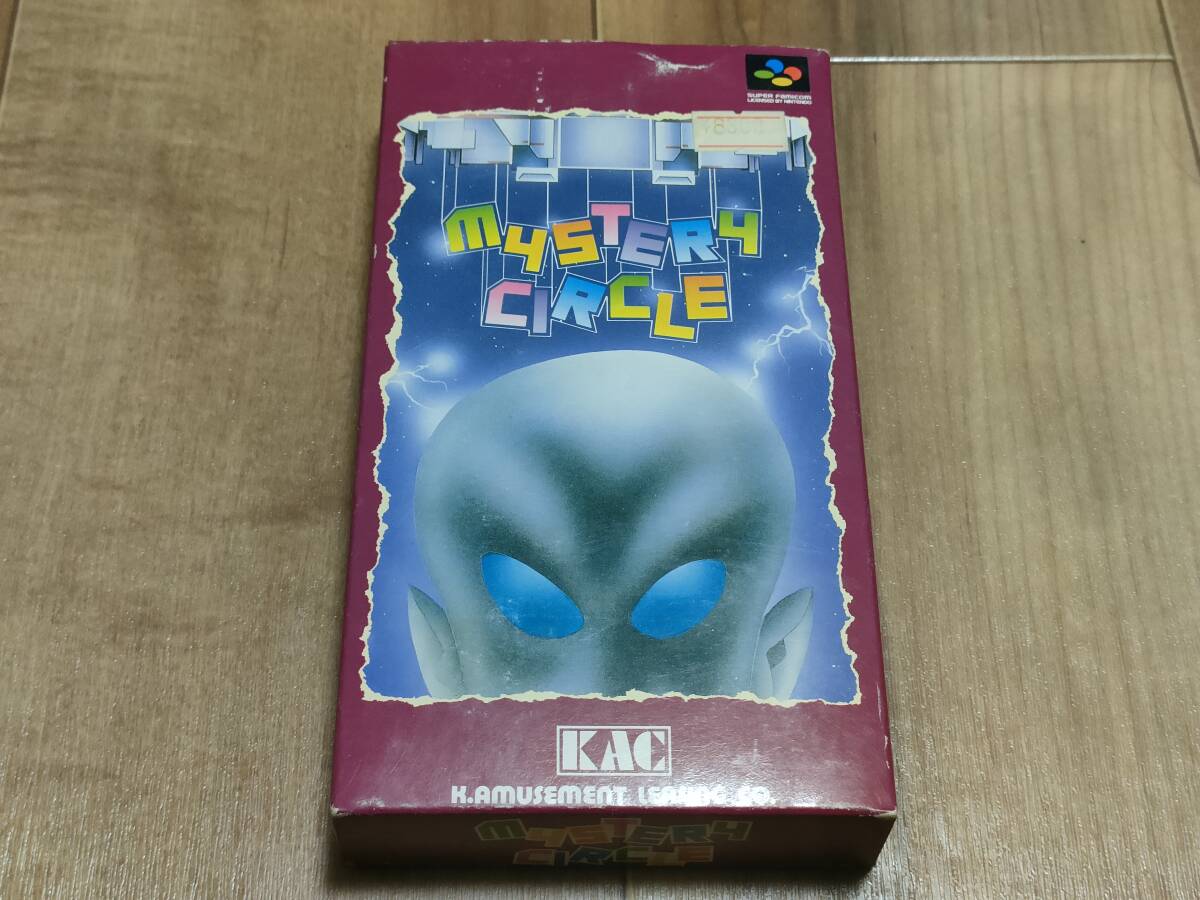 SUPER FAMICOM
LICENSED BY NINTENDO
MYSTERY
CIRCLE
KAC
K.AMUSEMENT LEASING CO.
MYSTERY
CIRCLE